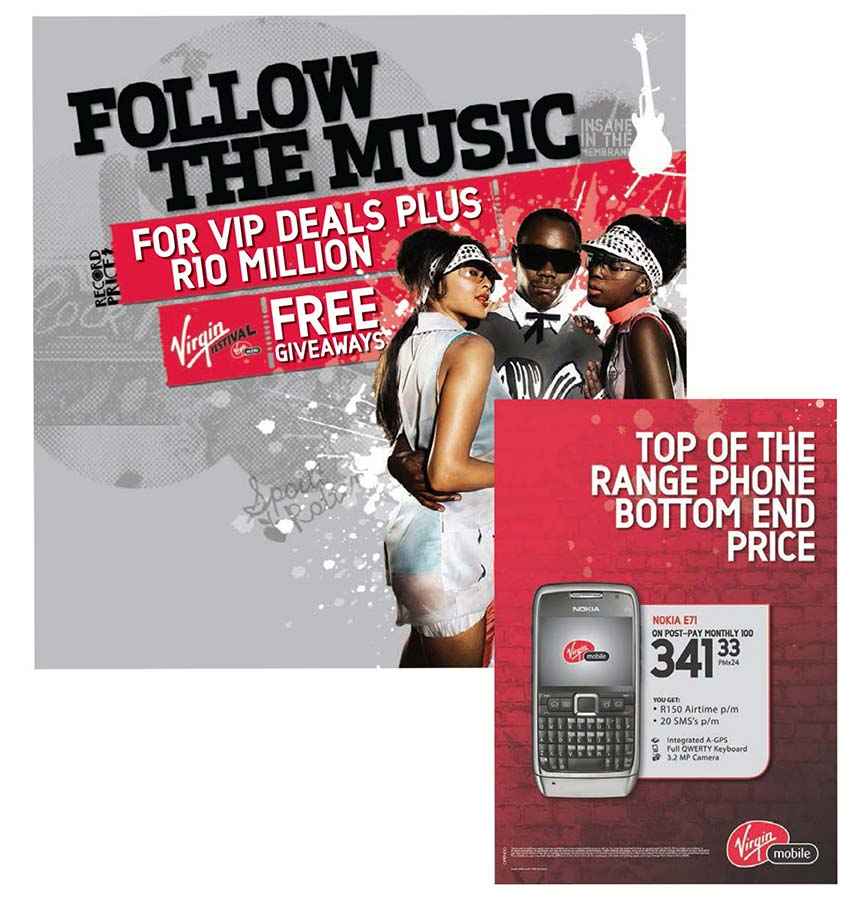 FOLLOW
THE MUSIC
INSANE
IN THE
MEMBRANE
FOR VIP DEALS PLUS
R10 MILLION
RECORD
PRICE
Virgin
FESTIVAL
Virgin mobile
FREE
GIVEAWAYS
TOP OF THE
RANGE PHONE
BOTTOM END
PRICE
NOKIA
Virgin mobile
NOKIA E71
ON POST-PAY MONTHLY 100
341 33
PMx24
YOU GET:
• R150 Airtime p/m
• 20 SMS's p/m
Integrated A-GPS
Full QWERTY Keyboard
3.2 MP Camera
Virgin mobile